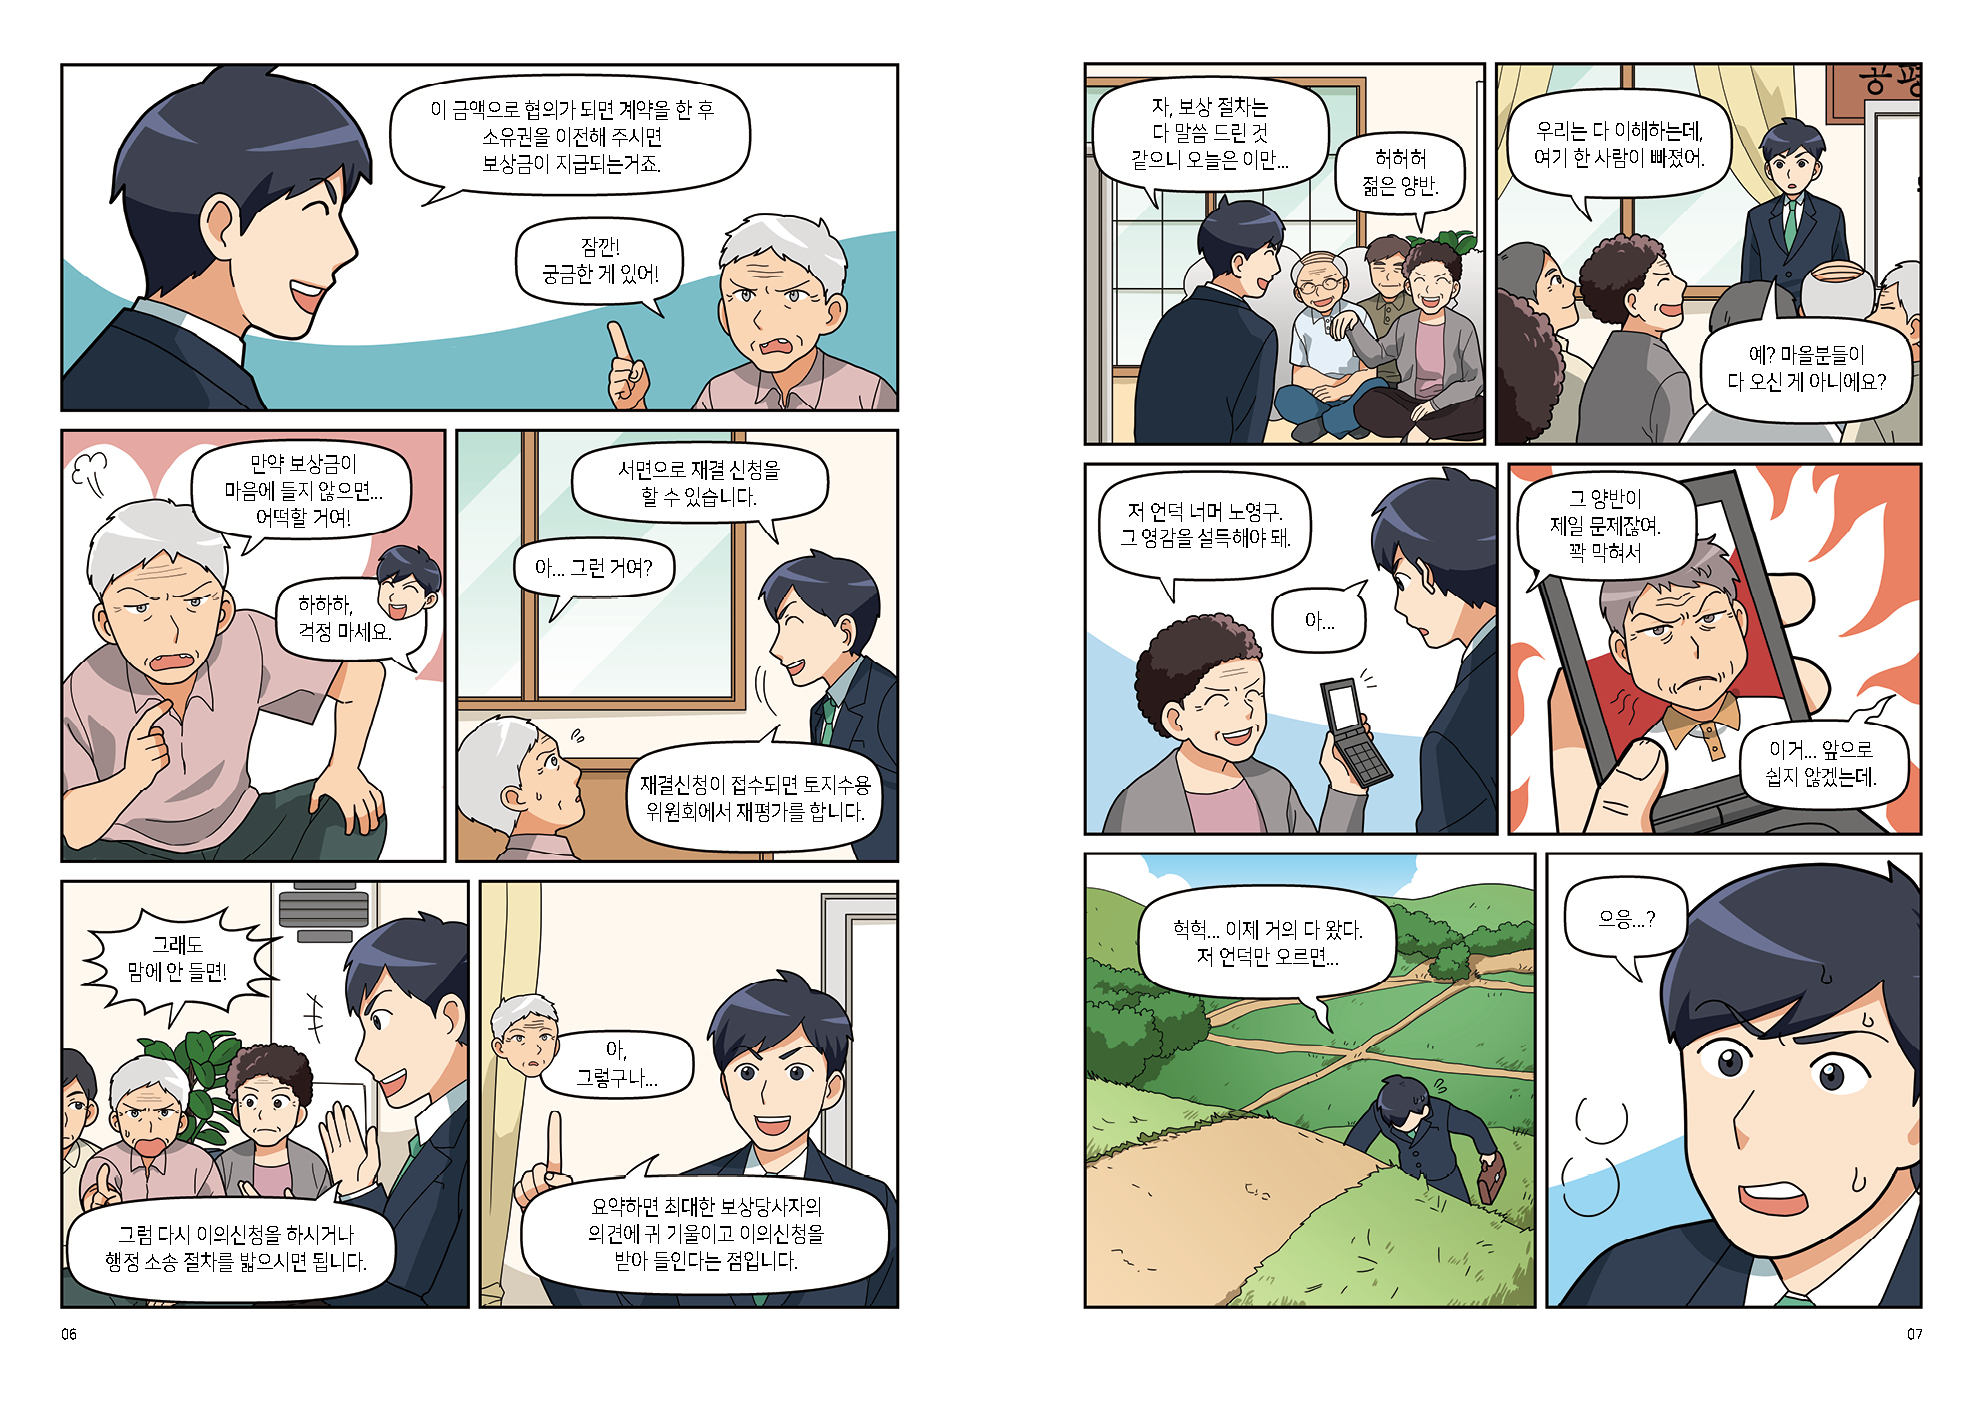 이 금액으로 협의가 되면 계약을 한 후
소유권을 이전해 주시면
보상금이 지급되는거죠.
잠깐!
궁금한 게 있어!
만약 보상금이
마음에 들지 않으면...
어떡할 거여!
하하하,
걱정 마세요.
서면으로 재결 신청을
할 수 있습니다.
아... 그런 거여?
재결신청이 접수되면 토지수용
위원회에서 재평가를 합니다.
그래도
맘에 안 들면!
그럼 다시 이의신청을 하시거나
행정 소송 절차를 밟으시면 됩니다.
아,
그렇구나...
요약하면 최대한 보상당사자의
의견에 귀 기울이고 이의신청을
받아 들인다는 점입니다.
06
자, 보상 절차는
다 말씀 드린 것
같으니 오늘은 이만...
허허허
젊은 양반.
공평
우리는 다 이해하는데,
여기 한 사람이 빠졌어.
예? 마을분들이
다 오신 게 아니에요?
저 언덕 너머 노영구.
그 영감을 설득해야 돼.
아...
그 양반이
제일 문제잖여.
꽉 막혀서
이거... 앞으로
쉽지 않겠는데.
헉헉... 이제 거의 다 왔다.
저 언덕만 오르면...
으응...?
07